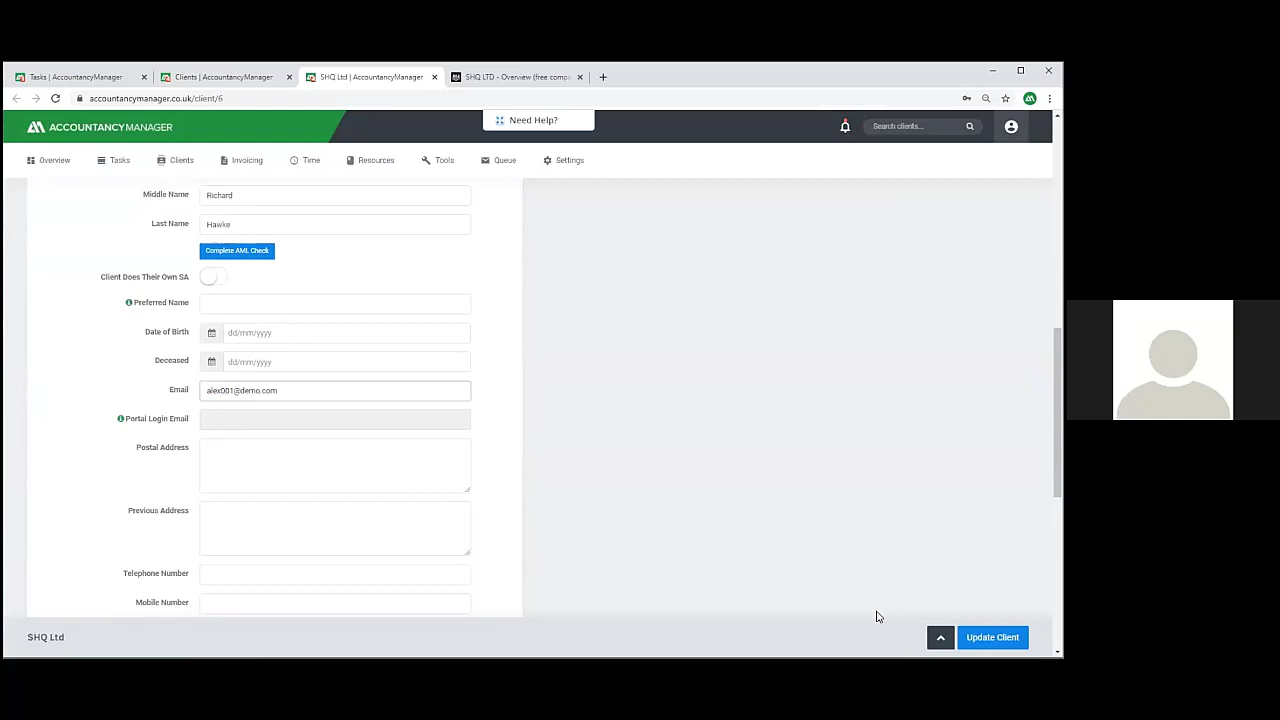 Tasks | AccountancyManager
Clients | AccountancyManager
SHQ Ltd | AccountancyManager
SHQ LTD - Overview (free comp
accountancymanager.co.uk/client/6
ACCOUNTANCYMANAGER
Need Help?
Search clients...
Overview
Tasks
Clients
Invoicing
Time
Resources
Tools
Queue
Settings
Middle Name Richard
Last Name Hawke
Complete AML Check
Client Does Their Own SA
Preferred Name
Date of Birth dd/mm/yyyy
Deceased dd/mm/yyyy
Email alex001@demo.com
Portal Login Email
Postal Address
Previous Address
Telephone Number
Mobile Number
SHQ Ltd
Update Client